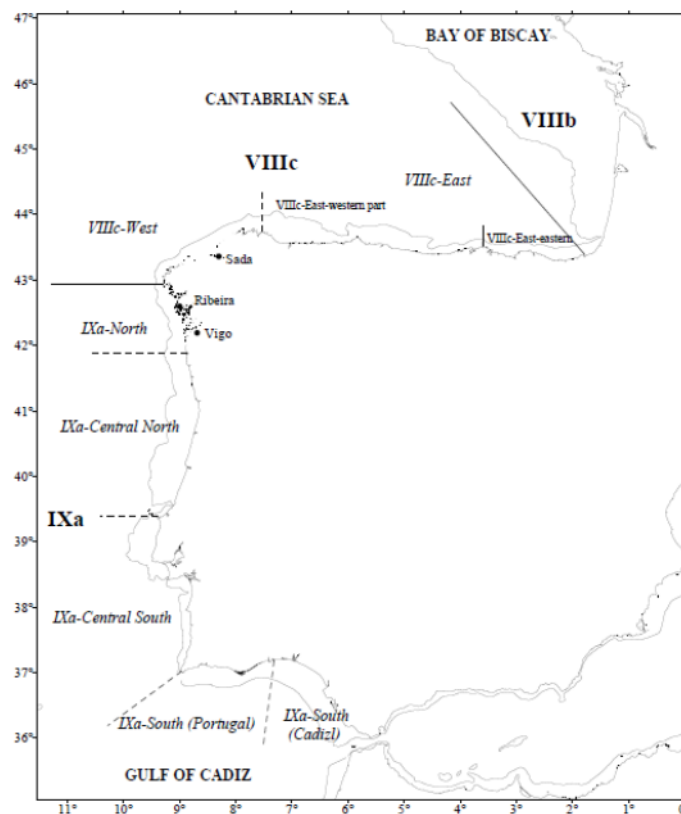 47°
BAY OF BISCAY
46°
CANTABRIAN SEA
VIIIb
45°
VIIIc
VIIIc-East
44°
VIIIc-East-western part
VIIIc-West
VIIIc-East-eastern
Sada
43°
Ribeira
IXa-North
Vigo
42°
41°
IXa-Central North
40°
IXa
39°
38°
IXa-Central South
37°
IXa-South (Portugal)
IXa-South
(Cadizl)
36°
GULF OF CADIZ
11° 10° 9° 8° 7° 6° 5° 4° 3° 2° 1° 0